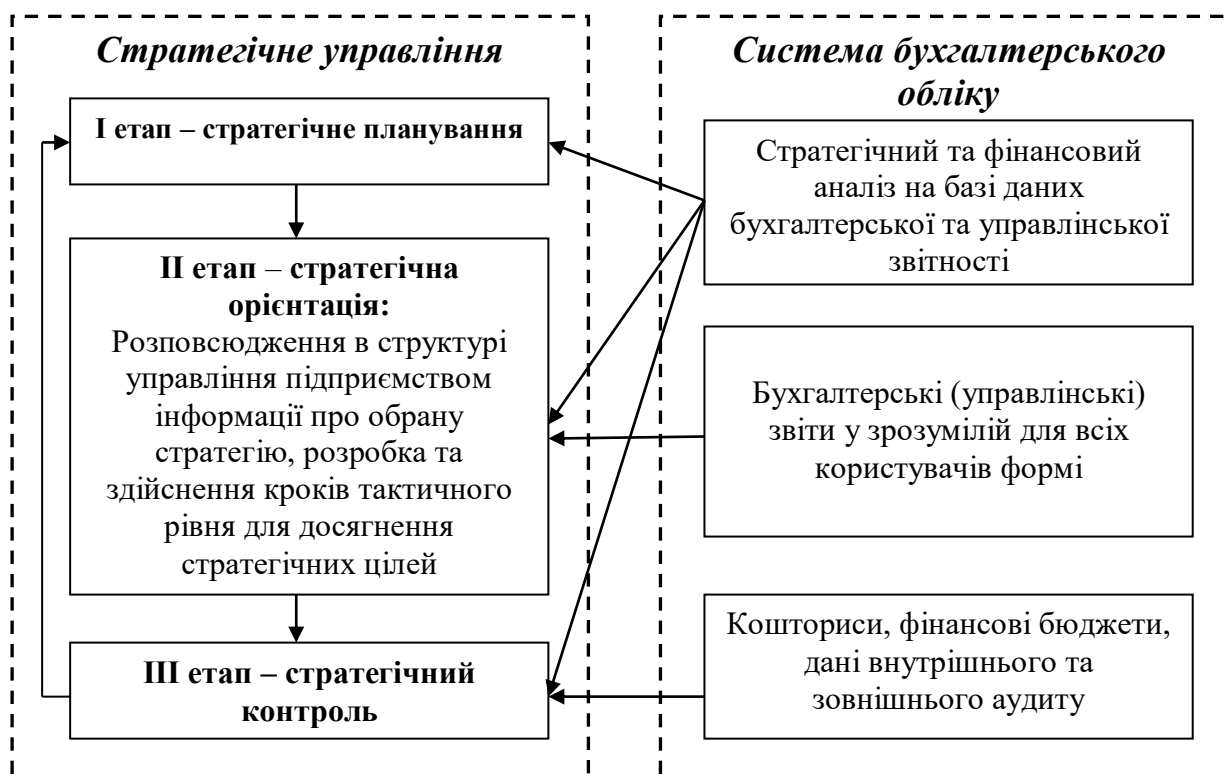 Стратегічне управління
І етап – стратегічне планування
ІІ етап – стратегічна
орієнтація:
Розповсюдження в структурі
управління підприємством
інформації про обрану
стратегію, розробка та
здійснення кроків тактичного
рівня для досягнення
стратегічних цілей
ІІІ етап – стратегічний
контроль
Система бухгалтерського
обліку
Стратегічний та фінансовий
аналіз на базі даних
бухгалтерської та управлінської
звітності
Бухгалтерські (управлінські)
звіти у зрозумілій для всіх
користувачів формі
Кошториси, фінансові бюджети,
дані внутрішнього та
зовнішнього аудиту